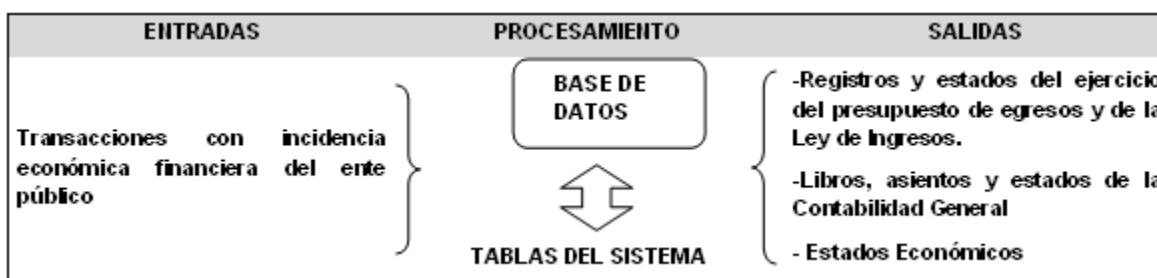 ENTRADAS PROCESAMIENTO SALIDAS
Transacciones con incidencia
económica financiera del ente
público
BASE DE
DATOS
TABLAS DEL SISTEMA
-Registros y estados del ejercicio
del presupuesto de egresos y de la
Ley de Ingresos.
-Libros, asientos y estados de la
Contabilidad General
- Estados Económicos